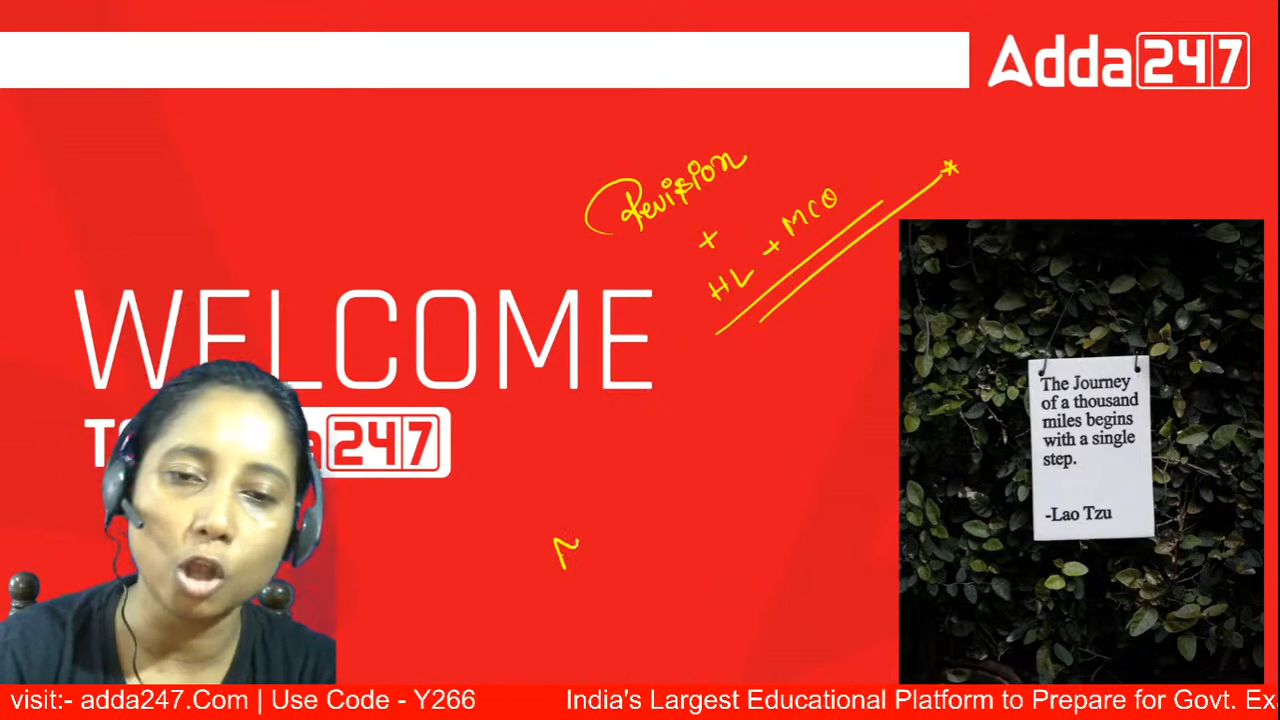 Adda247
Revision
+
HL + MCQ
WELCOME
247
The Journey
of a thousand
miles begins
with a single
step.
-Lao Tzu
visit:- adda247.Com | Use Code - Y266 India's Largest Educational Platform to Prepare for Govt. Ex